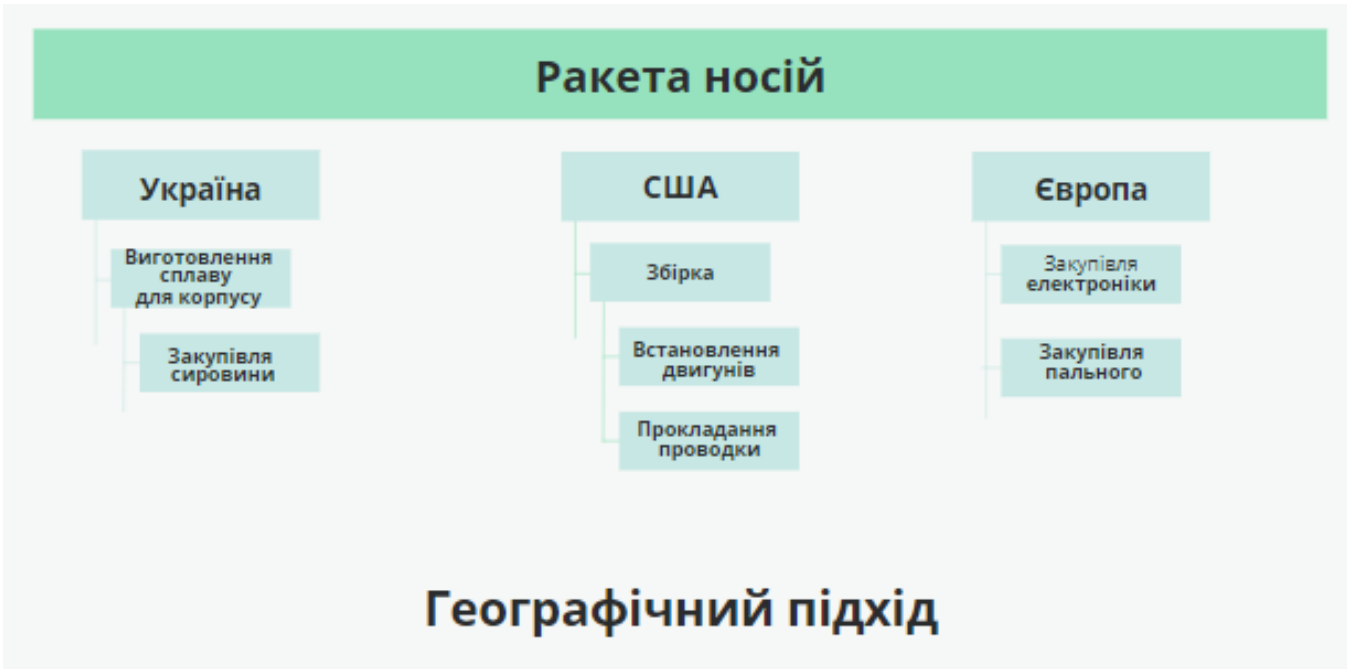 Ракета носій
Україна
Виготовлення
сплаву
для корпусу
Закупівля
сировини
США
Збірка
Встановлення
двигунів
Прокладання
проводки
Європа
Закупівля
електроніки
Закупівля
пального
Географічний підхід